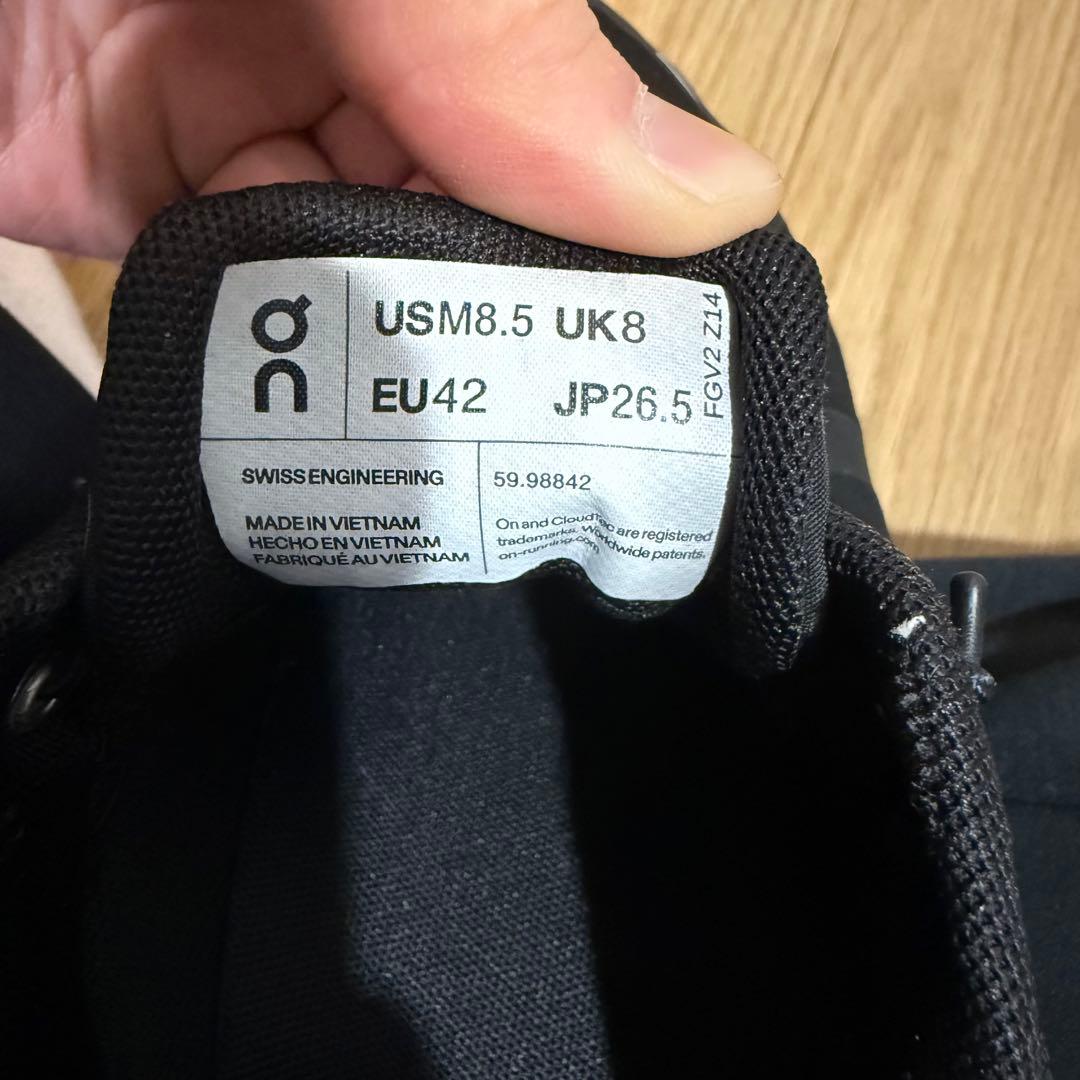 On
USM8.5 UK8
EU42 JP26.5
FGV2 Z14
SWISS ENGINEERING
59.98842
MADE IN VIETNAM
HECHO EN VIETNAM
FABRIQUÉ AU VIETNAM
On and CloudTec are registered
trademarks. Worldwide patents.
on-running.com